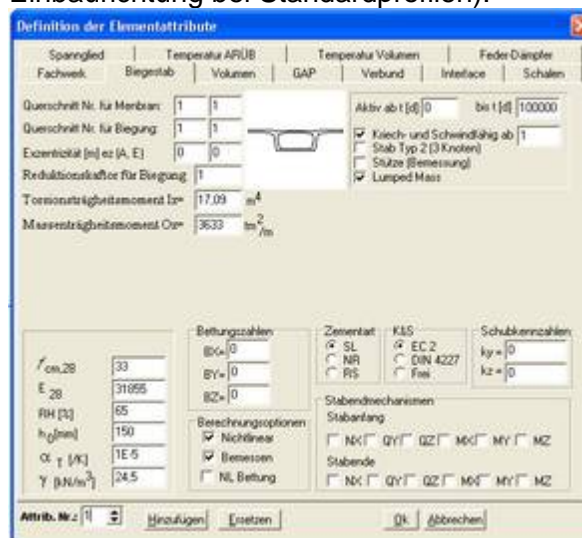 Einbaurichtung bei Standardprofilen).
Definition der Elementattribute
Spannglied Temperatur ARÜB Temperatur Volumen Feder-Dämpfer
Fachwerk Biegestab Volumen GAP Verbund Interface Schalen
Querschnitt Nr. für Membran: 1 1
Querschnitt Nr. für Biegung: 1 1
Exzentrizität [m] ez (A, E) 0 0
Reduktionskaftor für Biegung 1
Torsionsträgheitsmoment Ix= 17,09 m4
Massenträgheitsmoment Ox= 3633 tm2/m
Aktiv ab t [d] 0 bis t [d] 100000
Kriech- und Schwindfähig ab 1
Stab Typ 2 (3 Knoten)
Stütze (Bemessung)
Lumped Mass
f cm,28 33
E 28 31855
RH [%] 65
h 0[mm] 150
α T [/K] 1E-5
γ [kN/m3] 24,5
Bettungszahlen
BX= 0
BY= 0
BZ= 0
Berechnungsoptionen
Nichtlinear
Bemessen
NL Bettung
Zementart
SL
NR
RS
K&S
EC 2
DIN 4227
Frei
Schubkennzahlen
ky = 0
kz = 0
Stabendmechanismen
Stabanfang
NX QY QZ MX MY MZ
Stabende
NX QY QZ MX MY MZ
Attrib. Nr.: 1 Hinzufügen Ersetzen Ok Abbrechen